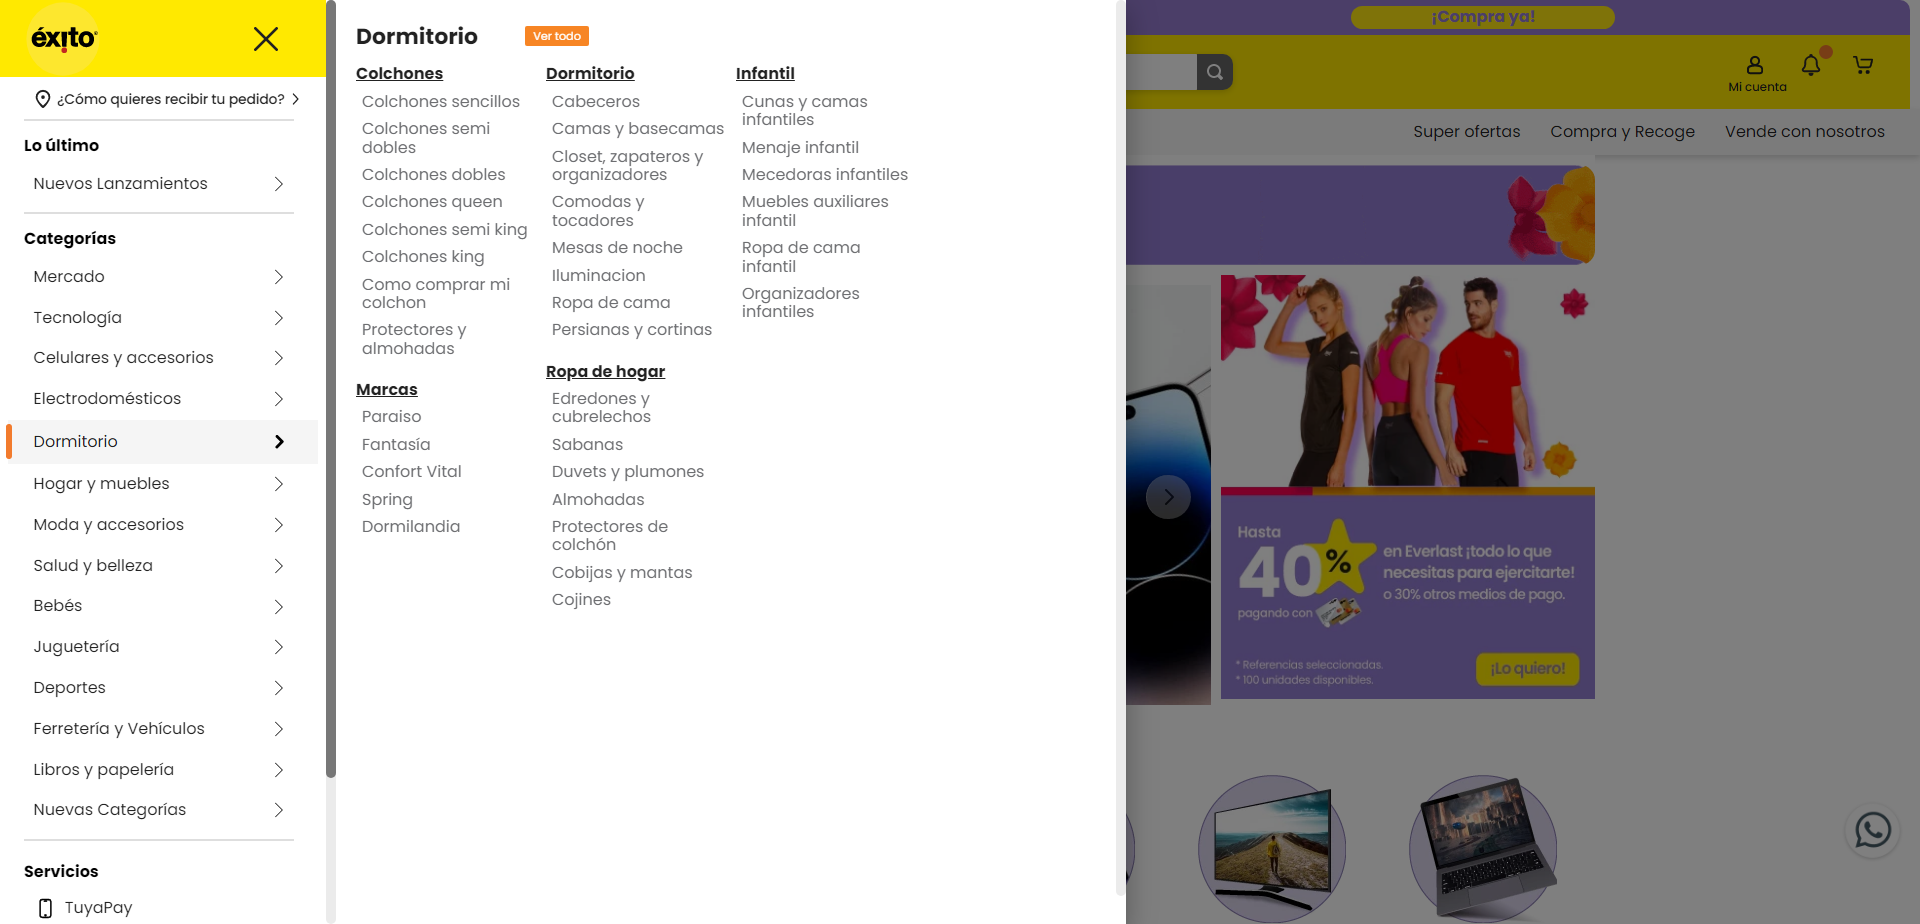 éxito
¿Cómo quieres recibir tu pedido?
Lo último
Nuevos Lanzamientos
Categorías
Mercado
Tecnología
Celulares y accesorios
Electrodomésticos
Dormitorio
Hogar y muebles
Moda y accesorios
Salud y belleza
Bebés
Juguetería
Deportes
Ferretería y Vehículos
Libros y papelería
Nuevas Categorías
Servicios
TuyaPay
Dormitorio
Ver todo
Colchones
Colchones sencillos
Colchones semi
dobles
Colchones dobles
Colchones queen
Colchones semi king
Colchones king
Como comprar mi
colchon
Protectores y
almohadas
Marcas
Paraiso
Fantasía
Confort Vital
Spring
Dormilandia
Dormitorio
Cabeceros
Camas y basecamas
Closet, zapateros y
organizadores
Comodas y
tocadores
Mesas de noche
Iluminacion
Ropa de cama
Persianas y cortinas
Ropa de hogar
Edredones y
cubrelechos
Sabanas
Duvets y plumones
Almohadas
Protectores de
colchón
Cobijas y mantas
Cojines
Infantil
Cunas y camas
infantiles
Menaje infantil
Mecedoras infantiles
Muebles auxiliares
infantil
Ropa de cama
infantil
Organizadores
infantiles
¡Compra ya!
Mi cuenta
Super ofertas
Compra y Recoge
Vende con nosotros
Hasta
40%
pagando con
en Everlast ¡todo lo que
necesitas para ejercitarte!
o 30% otros medios de pago.
* Referencias seleccionadas.
* 100 unidades disponibles.
¡Lo quiero!